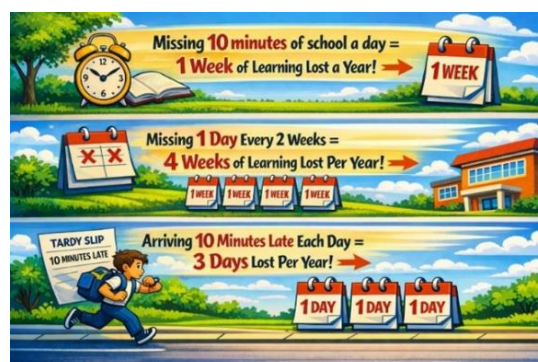 Missing 10 minutes of school a day =
1 Week of Learning Lost a Year!
1 WEEK
Missing 1 Day Every 2 Weeks =
4 Weeks of Learning Lost Per Year!
1 WEEK 1 WEEK 1 WEEK 1 WEEK
TARDY SLIP
10 MINUTES LATE
Arriving 10 Minutes Late Each Day =
3 Days Lost Per Year!
1 DAY 1 DAY 1 DAY